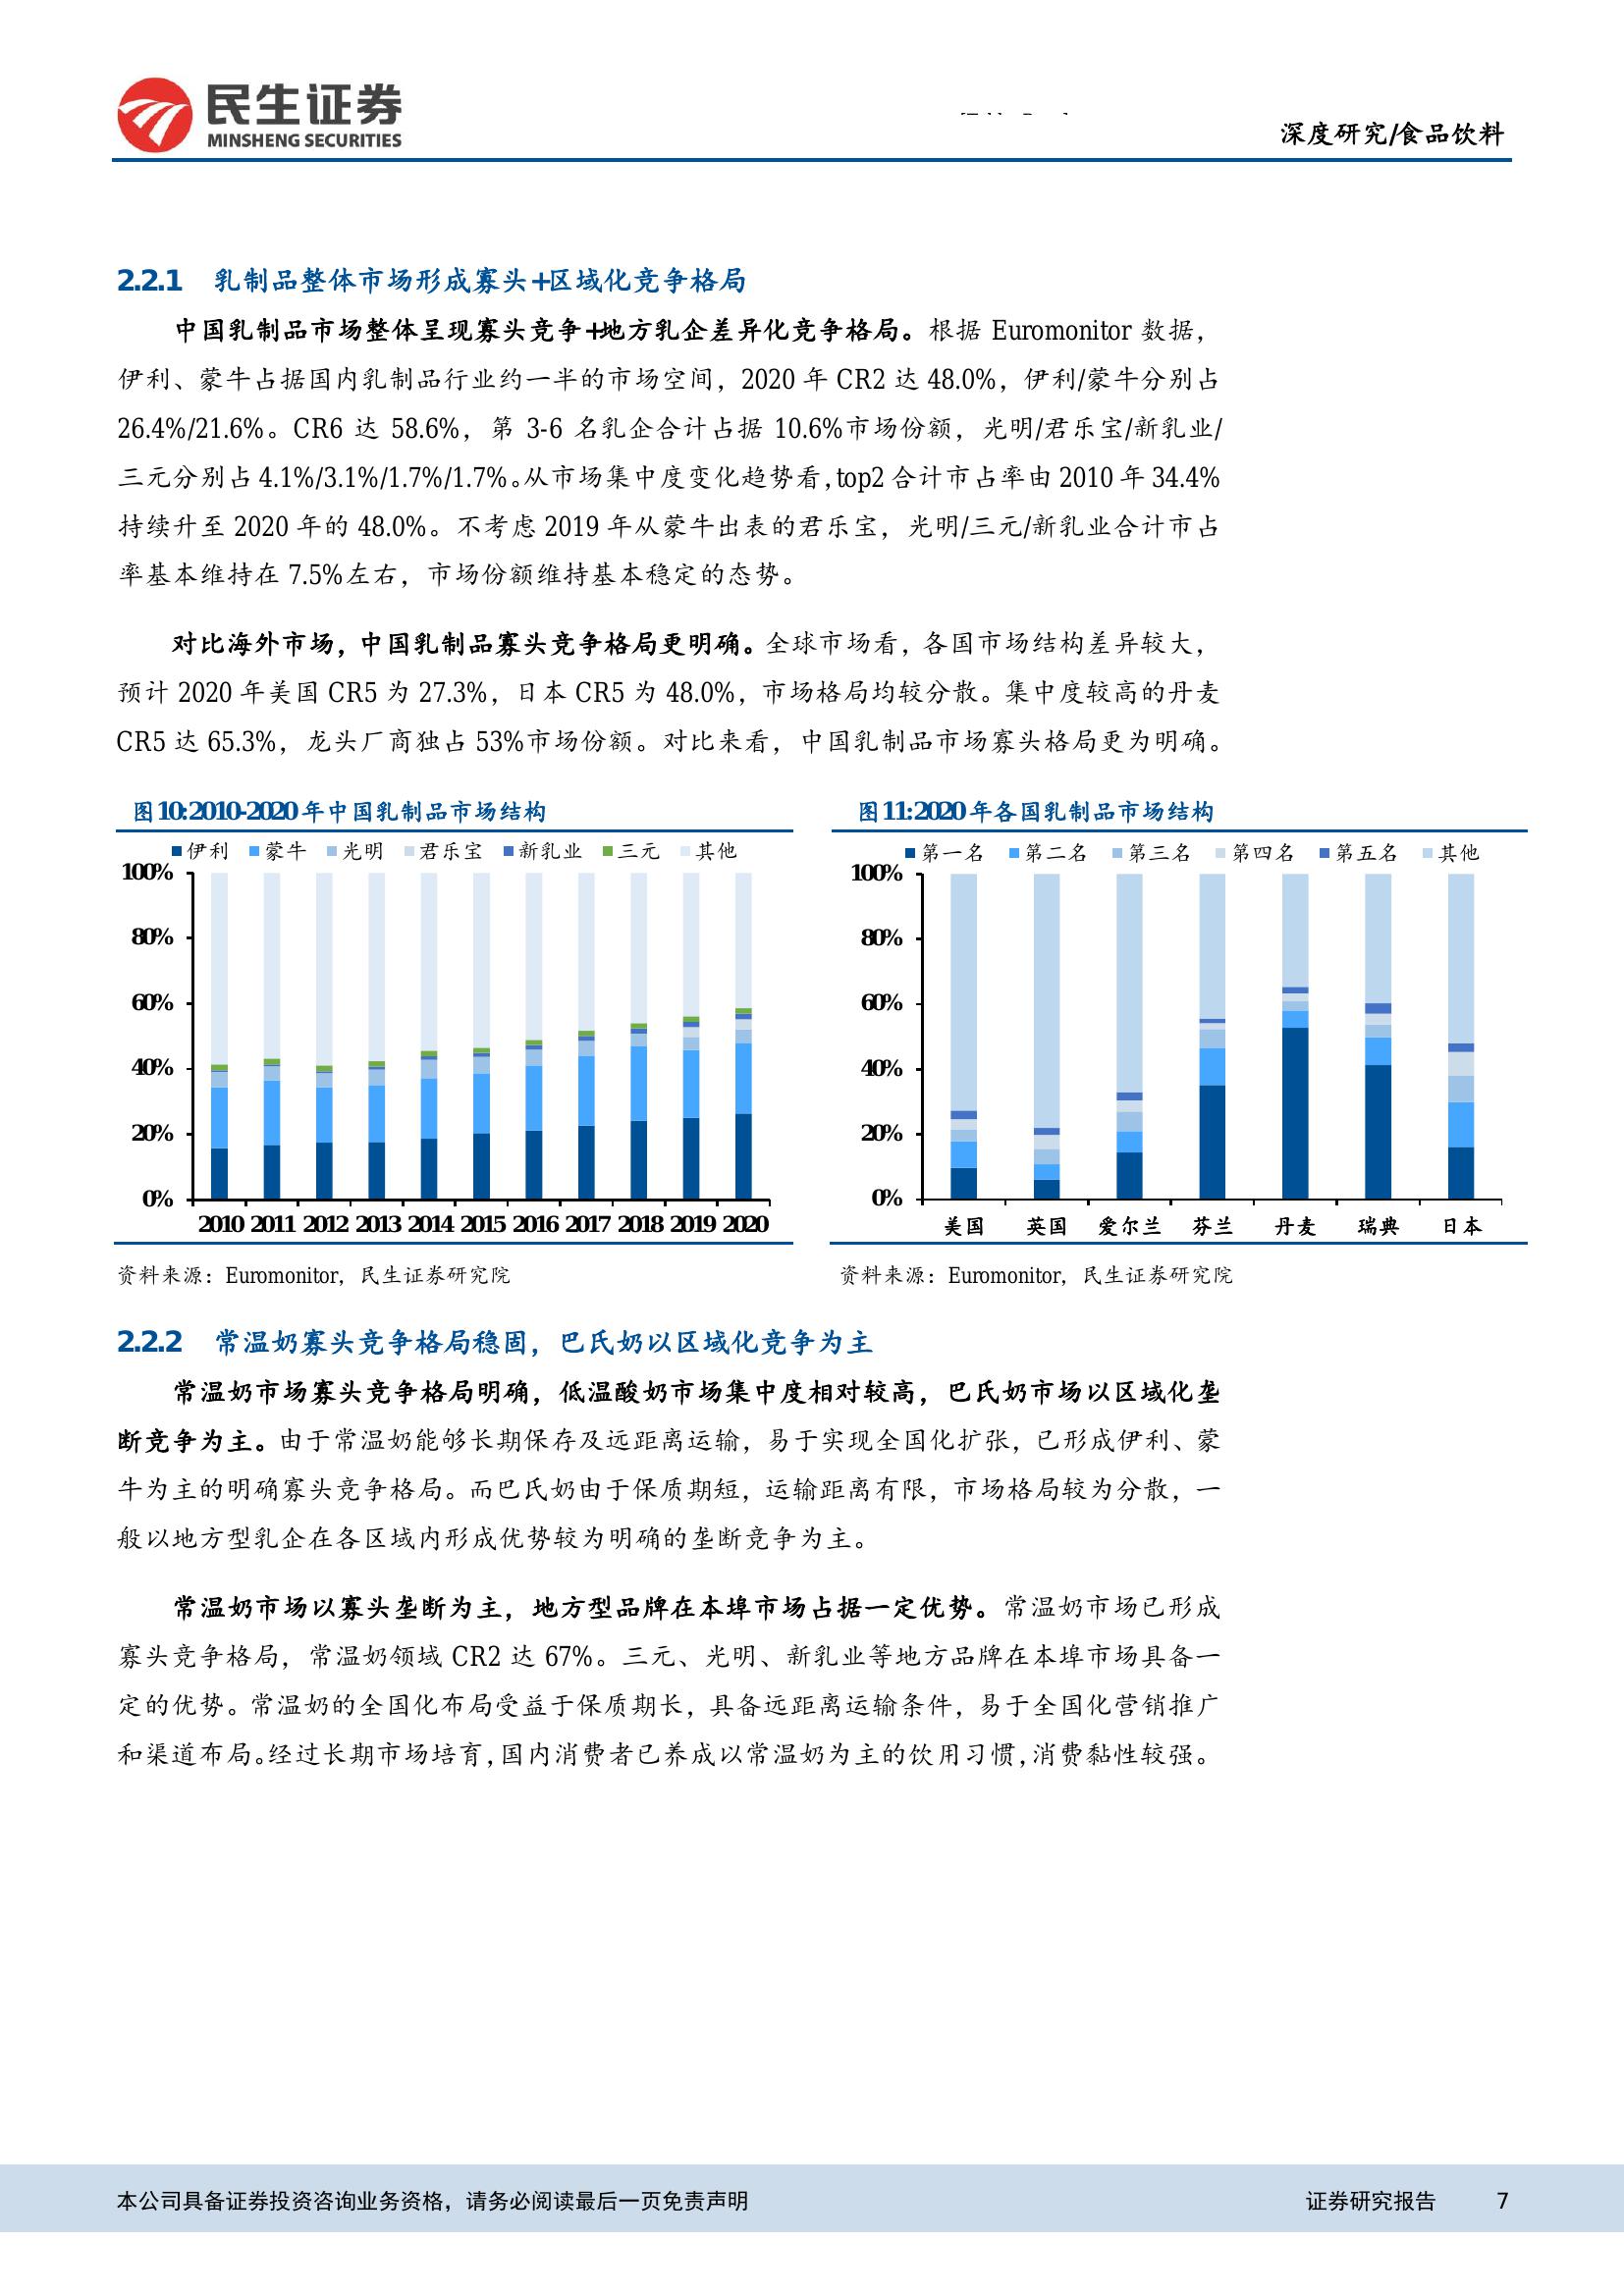 民生证券
MINSHENG SECURITIES
深度研究/食品饮料
2.2.1 乳制品整体市场形成寡头+区域化竞争格局
中国乳制品市场整体呈现寡头竞争+地方乳企差异化竞争格局。根据 Euromonitor 数据，
伊利、蒙牛占据国内乳制品行业约一半的市场空间，2020 年 CR2 达 48.0%，伊利/蒙牛分别占
26.4%/21.6%。CR6 达 58.6%，第 3-6 名乳企合计占据 10.6%市场份额，光明/君乐宝/新乳业/
三元分别占 4.1%/3.1%/1.7%/1.7%。从市场集中度变化趋势看，top2 合计市占率由 2010 年 34.4%
持续升至 2020 年的 48.0%。不考虑 2019 年从蒙牛出表的君乐宝，光明/三元/新乳业合计市占
率基本维持在 7.5%左右，市场份额维持基本稳定的态势。
对比海外市场，中国乳制品寡头竞争格局更明确。全球市场看，各国市场结构差异较大，
预计 2020 年美国 CR5 为 27.3%，日本 CR5 为 48.0%，市场格局均较分散。集中度较高的丹麦
CR5 达 65.3%，龙头厂商独占 53%市场份额。对比来看，中国乳制品市场寡头格局更为明确。
图10:2010-2020 年中国乳制品市场结构
伊利 蒙牛 光明 君乐宝 新乳业 三元 其他
100%
80%
60%
40%
20%
0%
2010 2011 2012 2013 2014 2015 2016 2017 2018 2019 2020
资料来源：Euromonitor，民生证券研究院
图11:2020 年各国乳制品市场结构
第一名 第二名 第三名 第四名 第五名 其他
100%
80%
60%
40%
20%
0%
美国 英国 爱尔兰 芬兰 丹麦 瑞典 日本
资料来源：Euromonitor，民生证券研究院
2.2.2 常温奶寡头竞争格局稳固，巴氏奶以区域化竞争为主
常温奶市场寡头竞争格局明确，低温酸奶市场集中度相对较高，巴氏奶市场以区域化垄
断竞争为主。由于常温奶能够长期保存及远距离运输，易于实现全国化扩张，已形成伊利、蒙
牛为主的明确寡头竞争格局。而巴氏奶由于保质期短，运输距离有限，市场格局较为分散，一
般以地方型乳企在各区域内形成优势较为明确的垄断竞争为主。
常温奶市场以寡头垄断为主，地方型品牌在本埠市场占据一定优势。常温奶市场已形成
寡头竞争格局，常温奶领域 CR2 达 67%。三元、光明、新乳业等地方品牌在本埠市场具备一
定的优势。常温奶的全国化布局受益于保质期长，具备远距离运输条件，易于全国化营销推广
和渠道布局。经过长期市场培育，国内消费者已养成以常温奶为主的饮用习惯，消费黏性较强。
本公司具备证券投资咨询业务资格，请务必阅读最后一页免责声明
证券研究报告 7